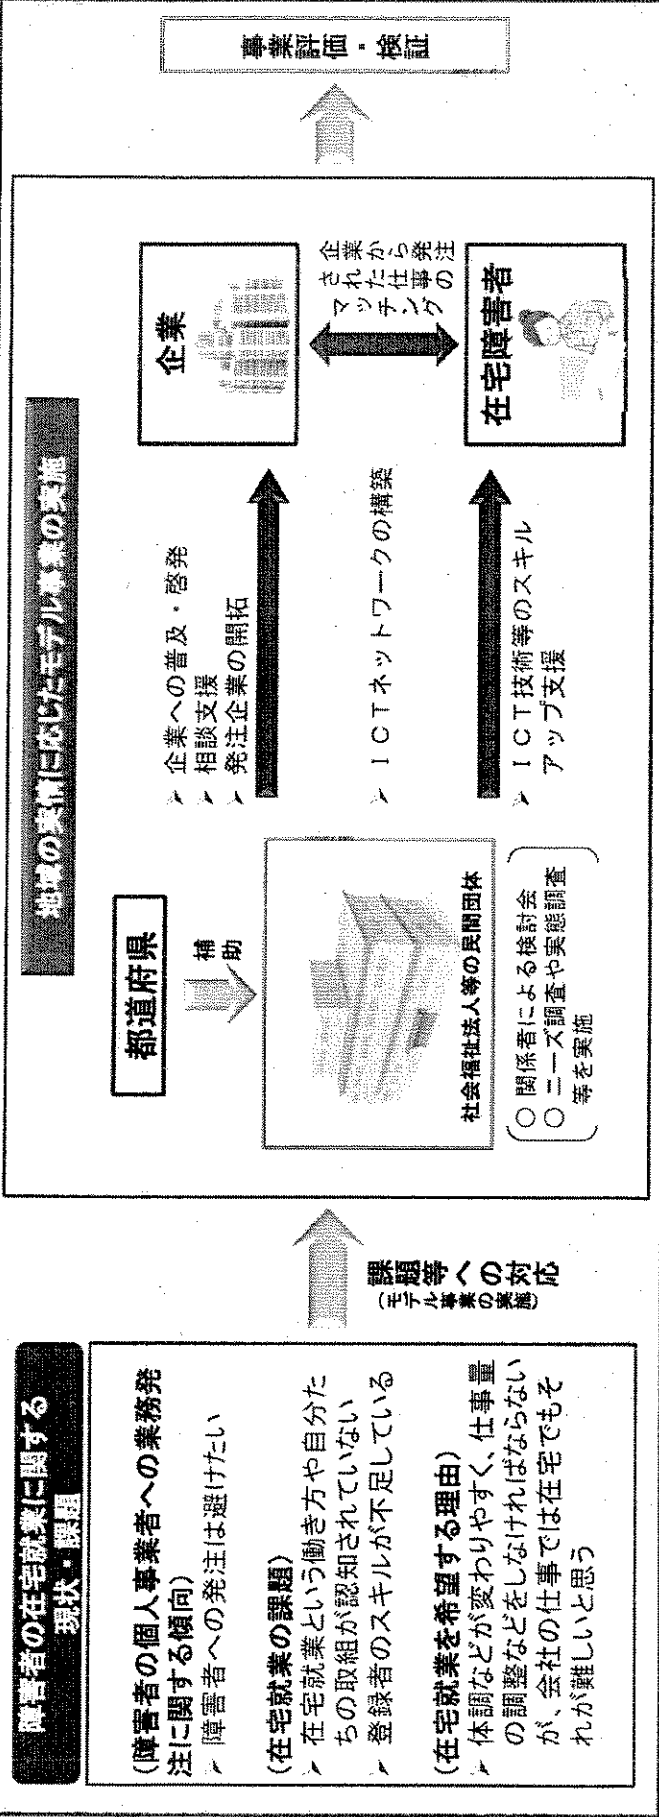 障害者の在宅就業に関する
現状・課題
(障害者の個人事業者への業務発
注に関する傾向)
➢ 障害者への発注は避けたい
(在宅就業の課題)
➢ 在宅就業という働き方や自分た
ちの取組が認知されていない
➢ 登録者のスキルが不足している
(在宅就業を希望する理由)
➢ 体調などが変わりやすく、仕事量
の調整などをしなければならない
が、会社の仕事では在宅でもそ
れが難しいと思う
課題等への対応
(モデル事業の実施)
地域の実情に応じたモデル事業の実施
都道府県
補助
社会福祉法人等の民間団体
○ 関係者による検討会
○ ニーズ調査や実態調査
等を実施
➢ 企業への普及・啓発
➢ 相談支援
➢ 発注企業の開拓
➢ ICTネットワークの構築
➢ ICT技術等のスキル
アップ支援
企業
企業から発注
された仕事の
マッチング
在宅障害者
事業評価・検証